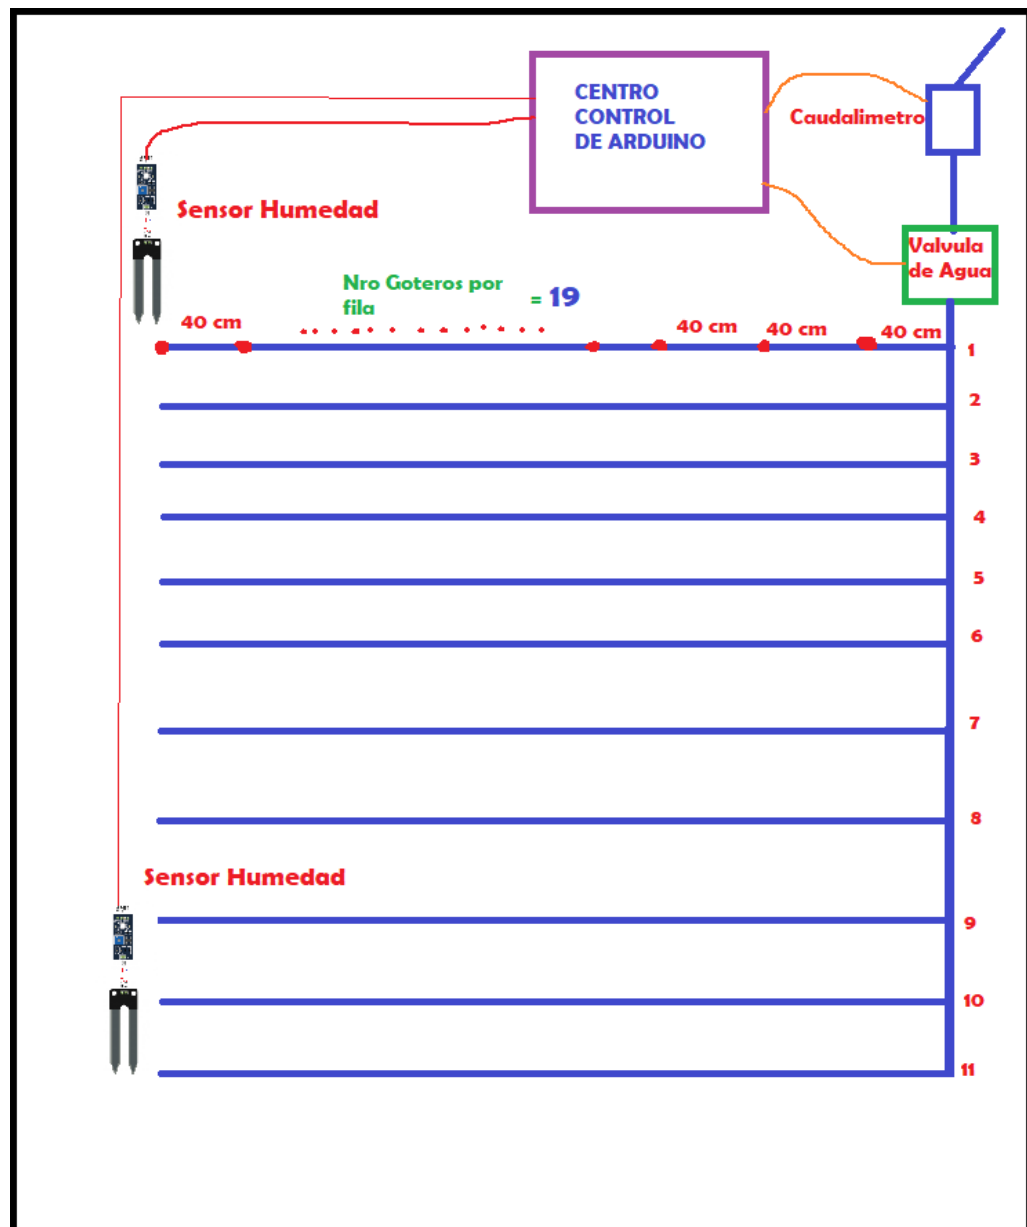 CENTRO
CONTROL
DE ARDUINO
Caudalimetro
Sensor Humedad
Valvula
de Agua
Nro Goteros por
fila
= 19
40 cm
40 cm
40 cm
40 cm
1
2
3
4
5
6
7
8
Sensor Humedad
9
10
11